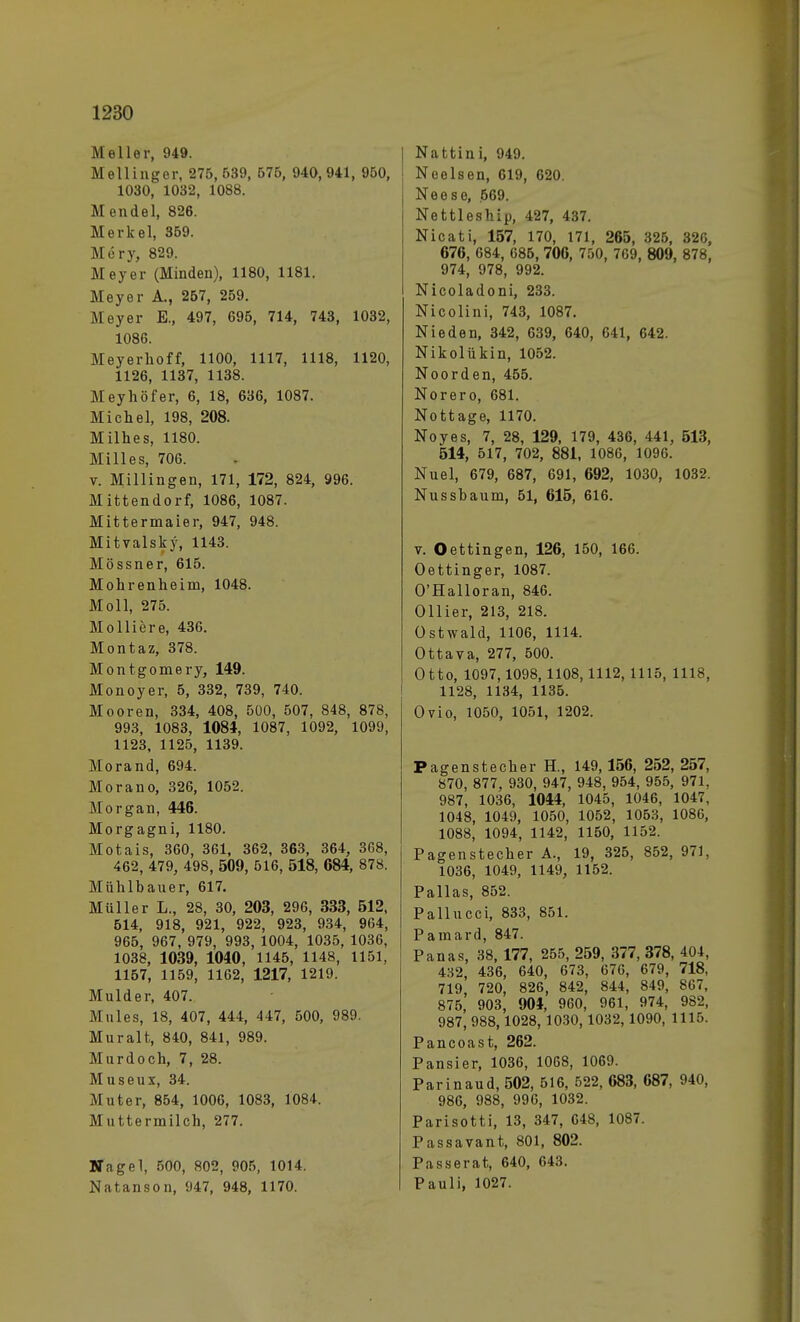 1230
Meller, 949.
Mellinger, 275, 539, 575, 940, 941, 950,
1030, 1032, 1088.
Mendel, 826.
Merkel, 359.
Méry, 829.
Meyer (Minden), 1180, 1181.
Meyer A., 257, 259.
Meyer E., 497, 695, 714, 743, 1032,
1086.
Meyerhoff, 1100, 1117, 1118, 1120,
1126, 1137, 1138.
Meyhöfer, 6, 18, 636, 1087.
Michel, 198, 208.
Milhes, 1180.
Milles, 706.
v. Millingen, 171, 172, 824, 996.
Mittendorf, 1086, 1087.
Mittermaier, 947, 948.
Mitvalský, 1143.
Mössner, 615.
Mohrenheim, 1048.
Moll, 275.
Mollière, 436.
Montaz, 378.
Montgomery, 149.
Monoyer, 5, 332, 739, 740.
Mooren, 334, 408, 500, 507, 848, 878,
993, 1083, 1084, 1087, 1092, 1099,
1123, 1125, 1139.
Morand, 694.
Morano, 326, 1052.
Morgan, 446.
Morgagni, 1180.
Motais, 360, 361, 362, 363, 364, 368,
462, 479, 498, 509, 516, 518, 684, 878.
Mühlbauer, 617.
Müller L., 28, 30, 203, 296, 333, 512,
514, 918, 921, 922, 923, 934, 964,
965, 967, 979, 993, 1004, 1035, 1036,
1038, 1039, 1040, 1145, 1148, 1151,
1157, 1159, 1162, 1217, 1219.
Mulder, 407.
Mules, 18, 407, 444, 447, 500, 989.
Muralt, 840, 841, 989.
Murdoch, 7, 28.
Museux, 34.
Muter, 854, 1006, 1083, 1084.
Muttermilch, 277.
Nagel, 500, 802, 905, 1014.
Natanson, 947, 948, 1170.
Nattini, 949.
Neelsen, 619, 620.
Neese, 569.
Nettleship, 427, 437.
Nicati, 157, 170, 171, 265, 325, 326,
676, 684, 685, 706, 750, 769, 809, 878,
974, 978, 992.
Nicoladoni, 233.
Nicolini, 743, 1087.
Nieden, 342, 639, 640, 641, 642.
Nikolükin, 1052.
Noorden, 455.
Norero, 681.
Nottage, 1170.
Noyes, 7, 28, 129, 179, 436, 441, 513,
514, 517, 702, 881, 1086, 1096.
Nuel, 679, 687, 691, 692, 1030, 1032.
Nussbaum, 51, 615, 616.
v. Oettingen, 126, 150, 166.
Oettinger, 1087.
O'Halloran, 846.
Ollier, 213, 218.
Ostwald, 1106, 1114.
Ottava, 277, 500.
Otto, 1097, 1098, 1108, 1112, 1115, 1118,
1128, 1134, 1135.
Ovio, 1050, 1051, 1202.
Pagenstecher H., 149, 156, 252, 257,
870, 877, 930, 947, 948, 954, 955, 971,
987, 1036, 1044, 1045, 1046, 1047,
1048, 1049, 1050, 1052, 1053, 1086,
1088, 1094, 1142, 1150, 1152.
Pagenstecher A., 19, 325, 852, 971,
1036, 1049, 1149, 1152.
Pallas, 852.
Pallucci, 833, 851.
Pamard, 847.
Panas, 38, 177, 255, 259, 377, 378, 404,
432, 436, 640, 673, 676, 679, 718,
719, 720, 826, 842, 844, 849, 867,
875, 903, 904, 960, 961, 974, 982,
987, 988, 1028, 1030, 1032, 1090, 1115.
Pancoast, 262.
Pansier, 1036, 1068, 1069.
Parinaud, 502, 516, 522, 683, 687, 940,
986, 988, 996, 1032.
Parisotti, 13, 347, 648, 1087.
Passavant, 801, 802.
Passerat, 640, 643.
Pauli, 1027.